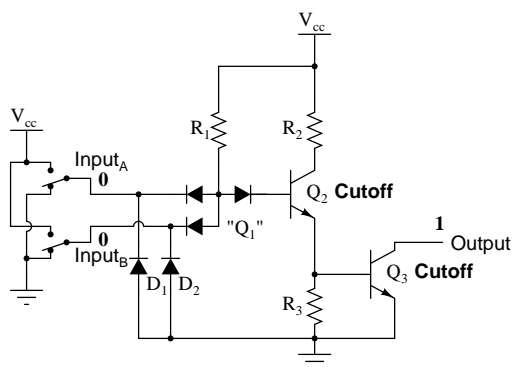 Vcc
R1
R2
Vcc
InputA
0
Q2 Cutoff
"Q1"
1
Output
0
InputB
Q3 Cutoff
D1
D2
R3